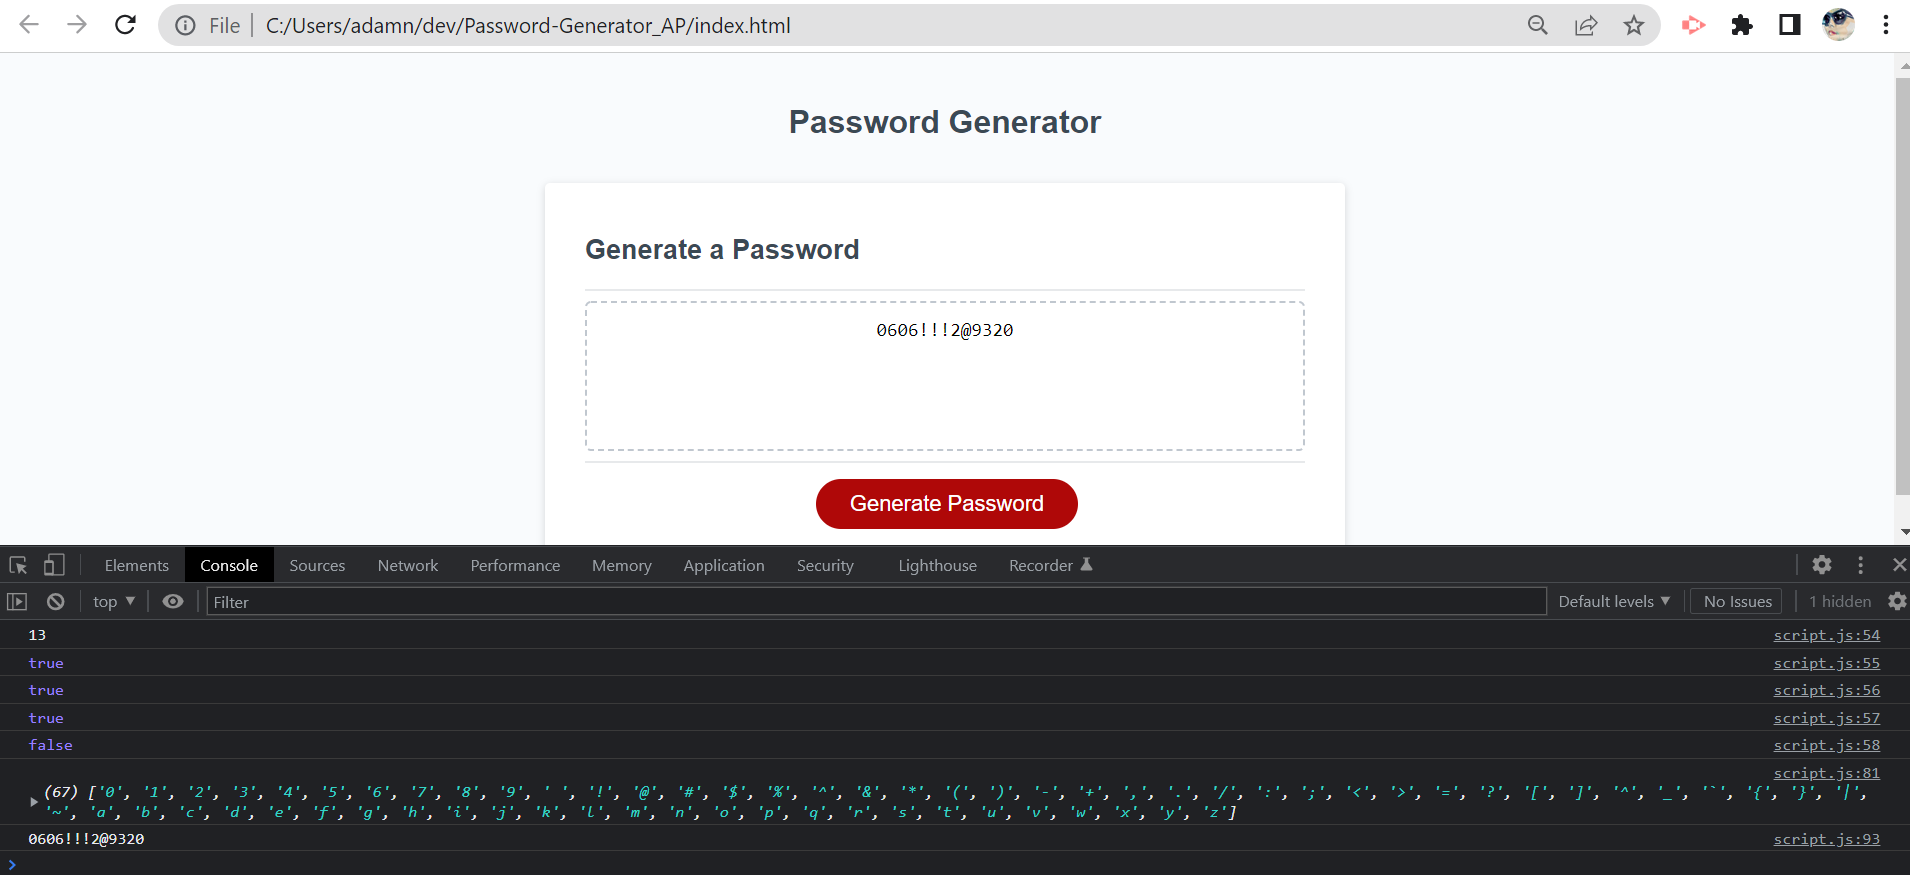 File | C:/Users/adamn/dev/Password-Generator_AP/index.html
Password Generator
Generate a Password
0606!!!2@9320
Generate Password
Elements Console Sources Network Performance Memory Application Security Lighthouse Recorder
top Filter Default levels No Issues 1 hidden
13 script.js:54
true script.js:55
true script.js:56
true script.js:57
false script.js:58
script.js:81
(67) ['0', '1', '2', '3', '4', '5', '6', '7', '8', '9', ' ', '!', '@', '#', '$', '%', '^', '&', '*', '(', ')', '-', '+', ',', '.', '/', ':', ';', '<', '>', '=', '?', '[', ']', '^', '_', '`', '{', '}', '|',
'~', 'a', 'b', 'c', 'd', 'e', 'f', 'g', 'h', 'i', 'j', 'k', 'l', 'm', 'n', 'o', 'p', 'q', 'r', 's', 't', 'u', 'v', 'w', 'x', 'y', 'z']
0606!!!2@9320 script.js:93